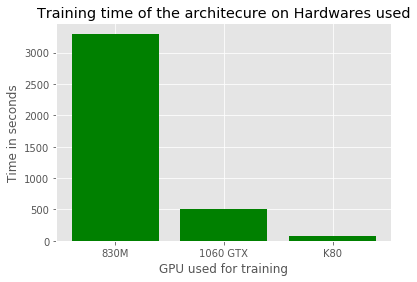 Training time of the architecure on Hardwares used
3000
2500
2000
1500
1000
500
0
Time in seconds
830M
1060 GTX
K80
GPU used for training